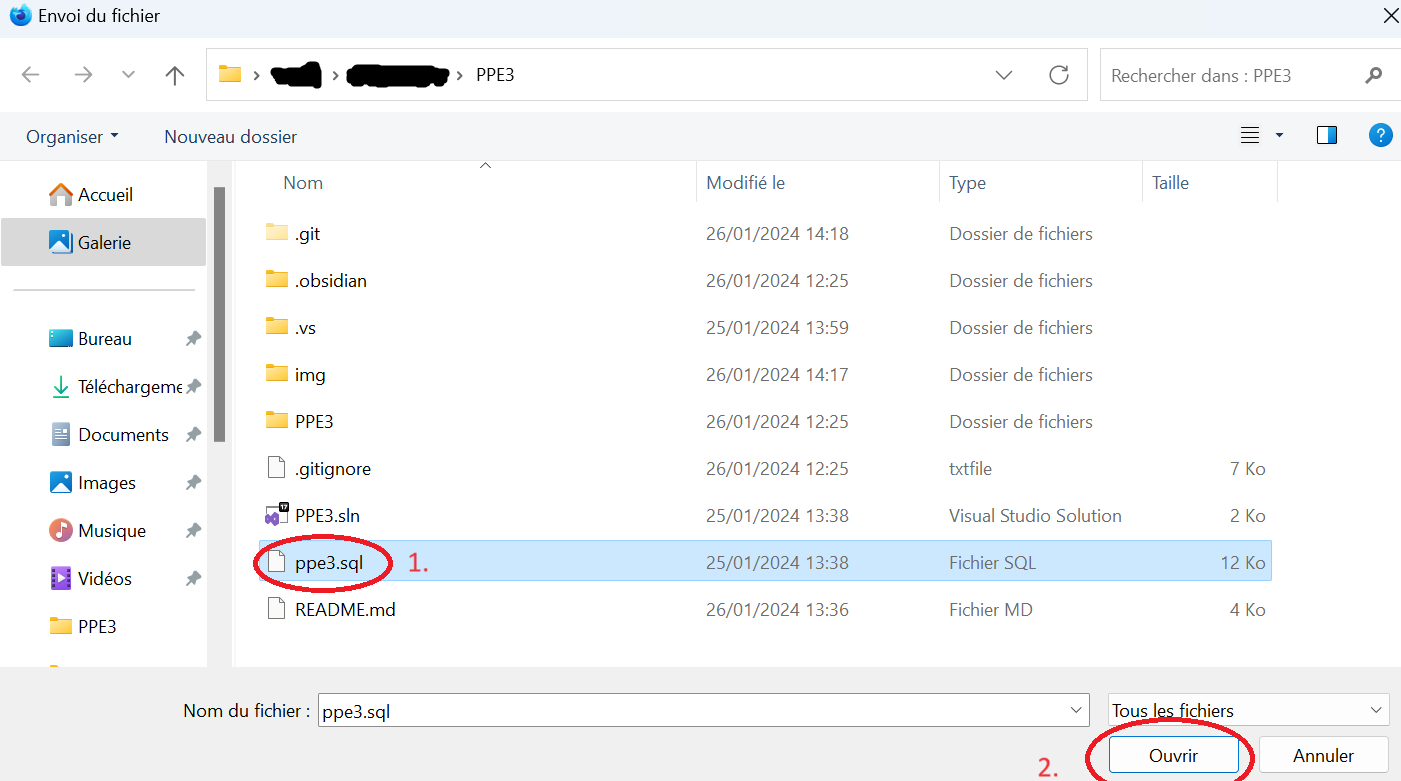 Envoi du fichier
PPE3
Rechercher dans : PPE3
Organiser
Nouveau dossier
Accueil
Galerie
Bureau
Téléchargeme
Documents
Images
Musique
Vidéos
PPE3
Nom Modifié le Type Taille
.git 26/01/2024 14:18 Dossier de fichiers
.obsidian 26/01/2024 12:25 Dossier de fichiers
.vs 25/01/2024 13:59 Dossier de fichiers
img 26/01/2024 14:17 Dossier de fichiers
PPE3 26/01/2024 12:25 Dossier de fichiers
.gitignore 26/01/2024 12:25 txtfile 7 Ko
17
PPE3.sln 25/01/2024 13:38 Visual Studio Solution 2 Ko
ppe3.sql 1. 25/01/2024 13:38 Fichier SQL 12 Ko
README.md 26/01/2024 13:36 Fichier MD 4 Ko
Nom du fichier : ppe3.sql Tous les fichiers
2. Ouvrir Annuler